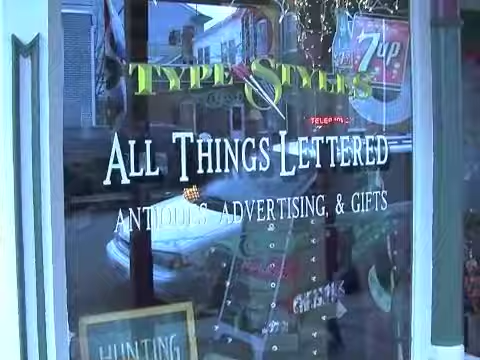 TYPE & STYLES
7up
TELEPHONE
ALL THINGS LETTERED
ANTIQUES, ADVERTISING, & GIFTS
HUNTING